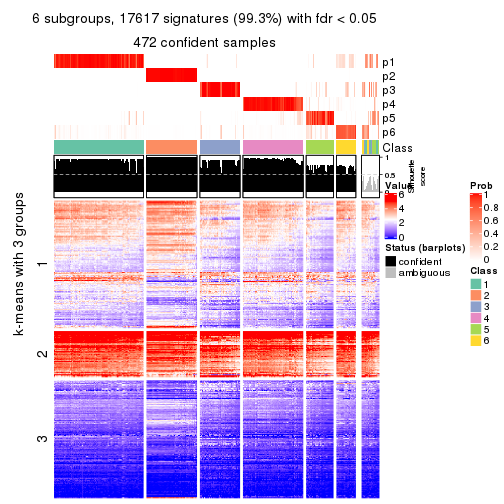 6 subgroups, 17617 signatures (99.3%) with fdr < 0.05
472 confident samples
p1
p2
p3
p4
p5
p6
Class
1
0.5
0
Silhouette
score
k-means with 3 groups
1
2
3
Value
6
4
2
0
Status (barplots)
confident
ambiguous
Prob
1
0.8
0.6
0.4
0.2
0
Class
1
2
3
4
5
6